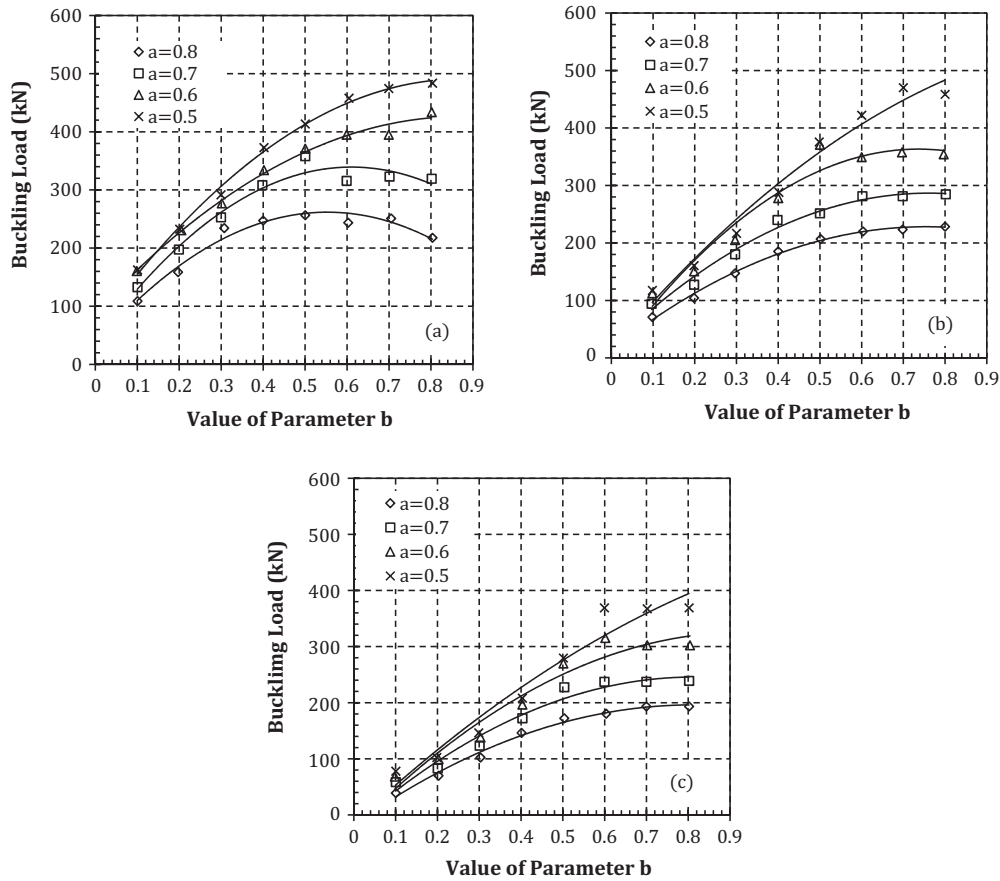 600
500
400
300
200
100
0
Buckling Load (kN)
a=0.8
a=0.7
a=0.6
a=0.5
(a)
0 0.1 0.2 0.3 0.4 0.5 0.6 0.7 0.8 0.9
Value of Parameter b
600
500
400
300
200
100
0
Buckling Load (kN)
a=0.8
a=0.7
a=0.6
a=0.5
(b)
0 0.1 0.2 0.3 0.4 0.5 0.6 0.7 0.8 0.9
Value of Parameter b
600
500
400
300
200
100
0
Buckling Load (kN)
a=0.8
a=0.7
a=0.6
a=0.5
(c)
0 0.1 0.2 0.3 0.4 0.5 0.6 0.7 0.8 0.9
Value of Parameter b